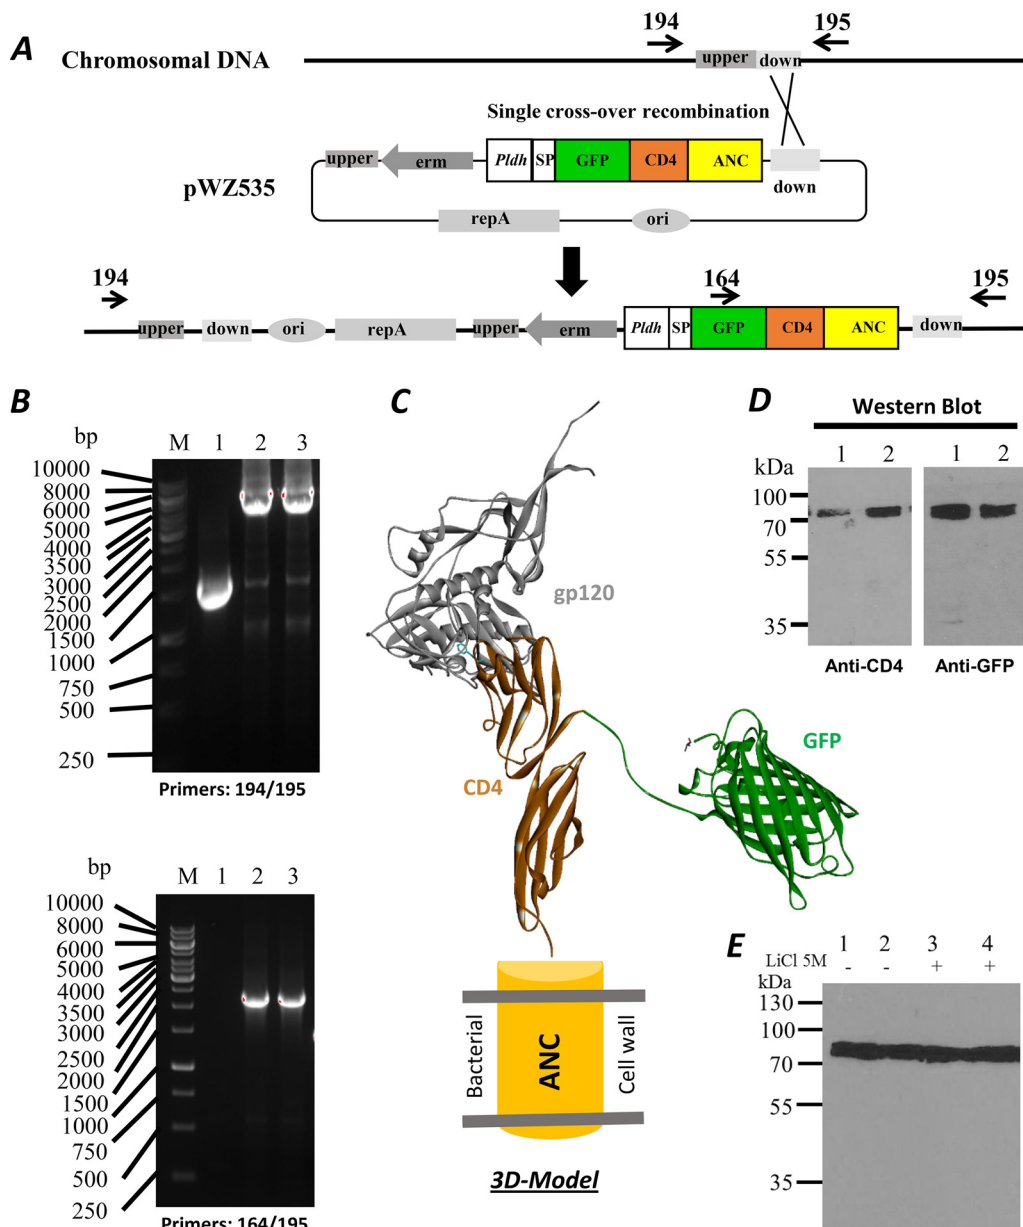 A
Chromosomal DNA
194
195
upper
down
Single cross-over recombination
upper
erm
Pldh
SP
GFP
CD4
ANC
down
pWZ535
repA
ori
194
164
195
upper
down
ori
repA
upper
erm
Pldh
SP
GFP
CD4
ANC
down
B
bp
M 1 2 3
10000
8000
6000
5000
4000
3500
3000
2500
2000
1500
1000
750
500
250
Primers: 194/195
bp
M 1 2 3
10000
8000
6000
5000
4000
3500
3000
2500
2000
1500
1000
750
500
250
Primers: 164/195
C
gp120
CD4
GFP
Bacterial
ANC
Cell wall
3D-Model
D
Western Blot
1 2 1 2
kDa
100
70
55
35
Anti-CD4
Anti-GFP
E
1 2 3 4
LiCl 5M - - + +
kDa
130
100
70
55
35